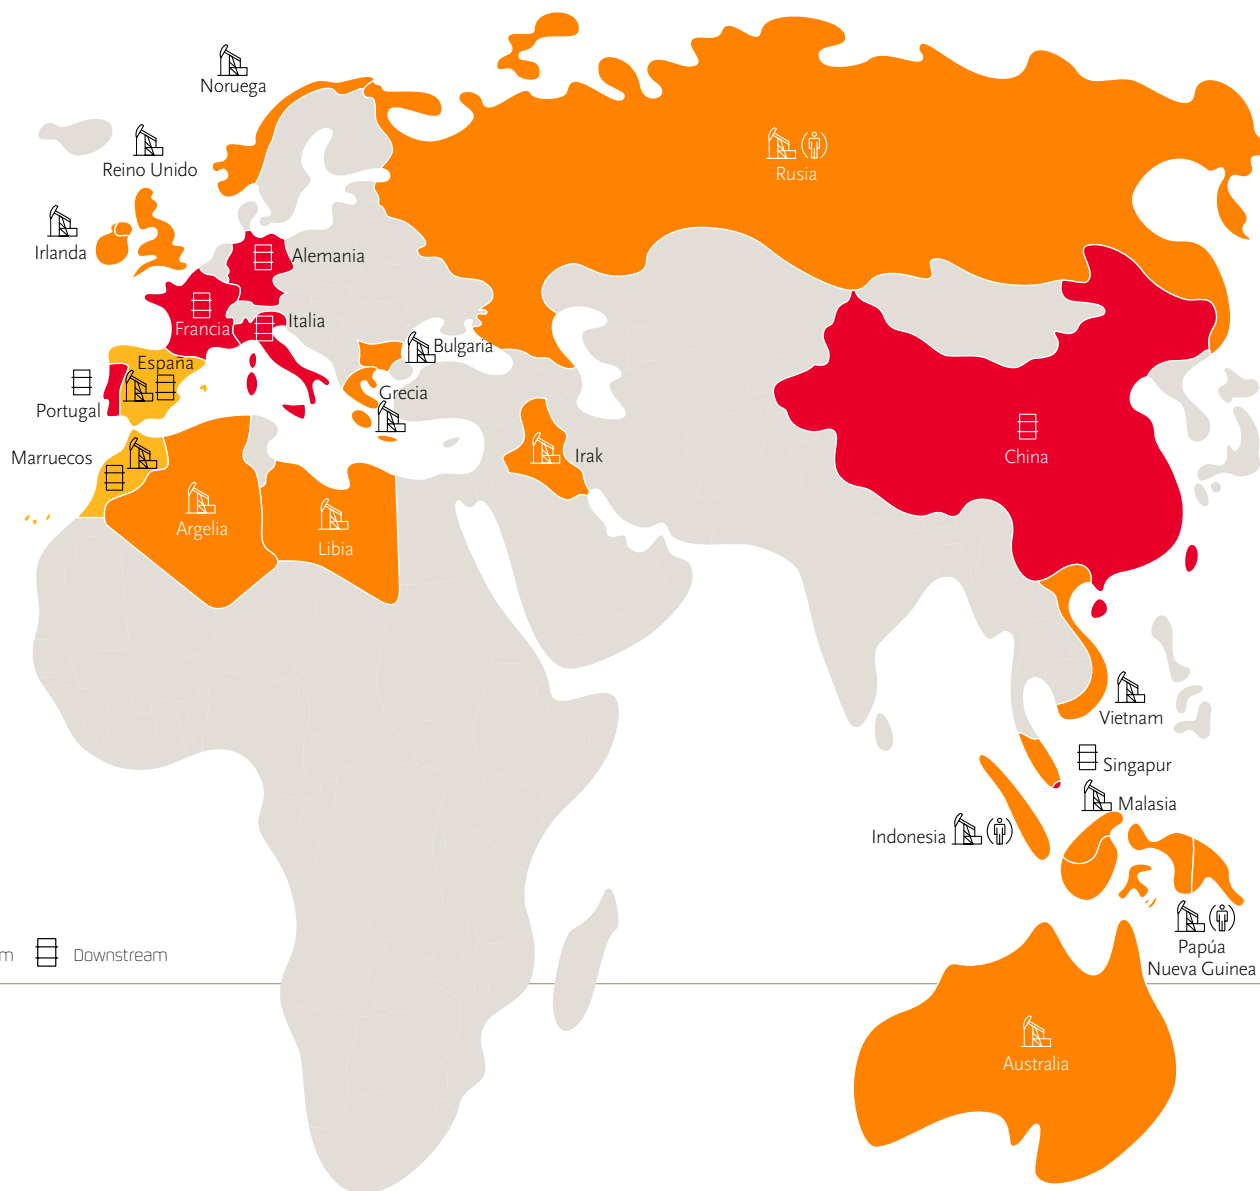 Noruega
Reino Unido
Rusia
Irlanda
Alemania
Italia
Francia
Bulgaria
España
Grecia
Portugal
Marruecos
Irak
China
Argelia
Libia
Vietnam
Singapur
Malasia
Indonesia
Papúa
Nueva Guinea
m Downstream
Australia